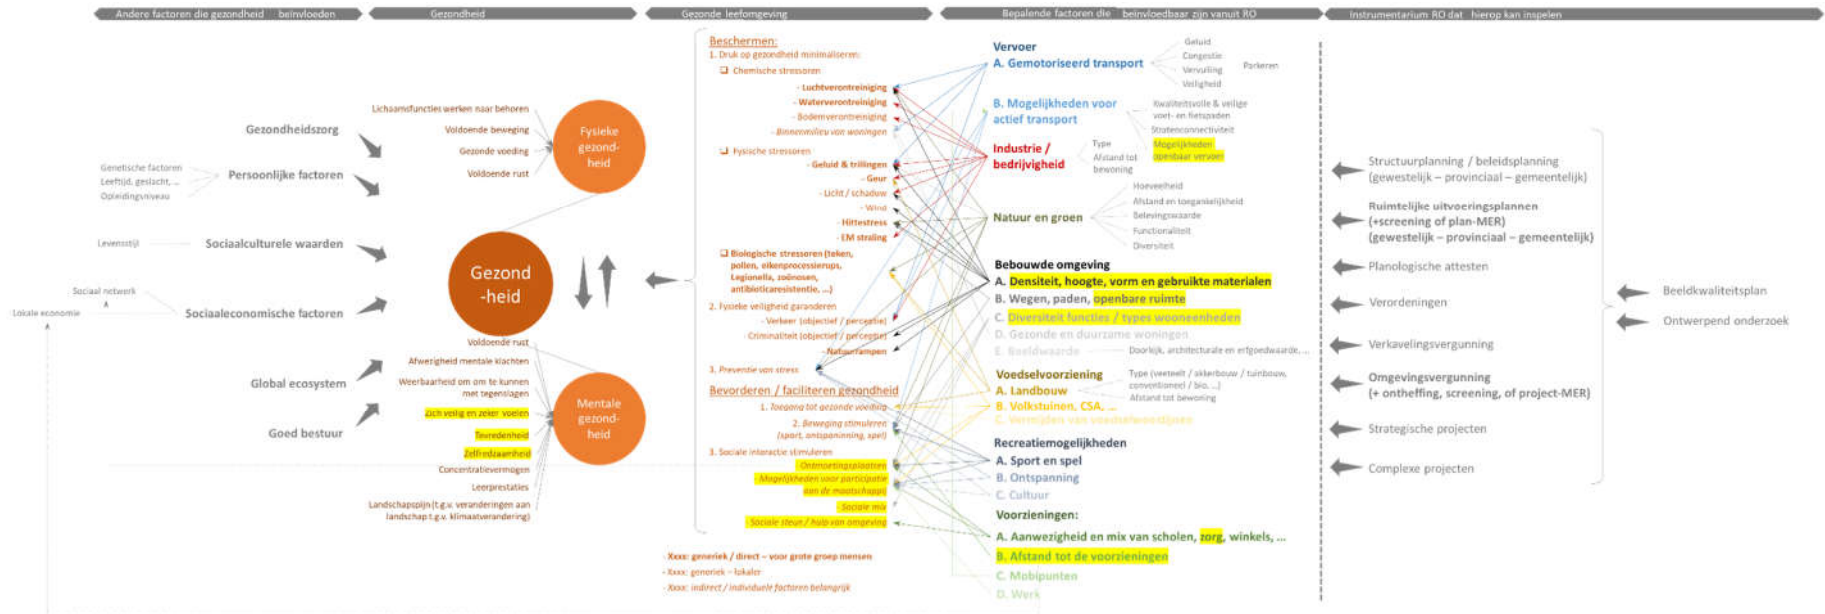 Andere factoren die gezondheid beïnvloeden
Gezondheid
Gezonde leefomgeving
Bepalende factoren die beïnvloedbaar zijn vanuit RO
Instrumentarium RO dat hierop kan inspelen
Gezondheidszorg
Genetische factoren
Leeftijd, geslacht, ...
Opleidingsniveau
Persoonlijke factoren
Levensstijl
Sociaalculturele waarden
Sociaal netwerk
Lokale economie
Sociaaleconomische factoren
Global ecosystem
Goed bestuur
Lichaamsfuncties werken naar behoren
Voldoende beweging
Gezonde voeding
Voldoende rust
Fysieke
gezond-
heid
Gezond
-heid
Voldoende rust
Afwezigheid mentale klachten
Weerbaarheid om om te kunnen
met tegenslagen
Zich veilig en zeker voelen
Tevredenheid
Zelfredzaamheid
Concentratievermogen
Leerprestaties
Landschapspijn (t.g.v. veranderingen aan
landschap t.g.v. klimaatverandering)
Mentale
gezond-
heid
Beschermen:
1. Druk op gezondheid minimaliseren:
❑ Chemische stressoren
- Luchtverontreiniging
- Waterverontreiniging
- Bodemverontreiniging
- Binnenmilieu van woningen
❑ Fysische stressoren
- Geluid & trillingen
- Geur
- Licht / schaduw
- Wind
- Hittestress
- EM straling
❑ Biologische stressoren (teken,
pollen, eikenprocessierups,
Legionella, zoönosen,
antibioticaresistentie, ...)
2. Fysieke veiligheid garanderen
- Verkeer (objectief / perceptie)
- Criminaliteit (objectief / perceptie)
- Natuurrampen
3. Preventie van stress
Bevorderen / faciliteren gezondheid
1. Toegang tot gezonde voeding
2. Beweging stimuleren
(sport, ontspanninng, spel)
3. Sociale interactie stimuleren
- Ontmoetingsplaatsen
- Mogelijkheden voor participatie
aan de maatschappij
- Sociale mix
- Sociale steun / hulp van omgeving
- Xxxx: generiek / direct – voor grote groep mensen
- Xxxx: generiek – lokaler
- Xxxx: indirect / individuele factoren belangrijk
Vervoer
A. Gemotoriseerd transport
Geluid
Congestie
Vervuiling
Veiligheid
Parkeren
B. Mogelijkheden voor
actief transport
Kwaliteitsvolle & veilige
voet- en fietspaden
Stratenconnectiviteit
Mogelijkheden
openbaar vervoer
Industrie /
bedrijvigheid
Type
Afstand tot
bewoning
Natuur en groen
Hoeveelheid
Afstand en toegankelijkheid
Belevingswaarde
Functionaliteit
Diversiteit
Bebouwde omgeving
A. Densiteit, hoogte, vorm en gebruikte materialen
B. Wegen, paden, openbare ruimte
C. Diversiteit functies / types wooneenheden
D. Gezonde en duurzame woningen
E. Beeldwaarde
Doorkijk, architecturale en erfgoedwaarde, ...
Voedselvoorziening
A. Landbouw
Type (veeteelt / akkerbouw / tuinbouw,
conventioneel / bio, ...)
Afstand tot bewoning
B. Volkstuinen, CSA, ...
C. Vermijden van voedselwoestijnen
Recreatiemogelijkheden
A. Sport en spel
B. Ontspanning
C. Cultuur
Voorzieningen:
A. Aanwezigheid en mix van scholen, zorg, winkels, ...
B. Afstand tot de voorzieningen
C. Mobipunten
D. Werk
Structuurplanning / beleidsplanning
(gewestelijk – provinciaal – gemeentelijk)
Ruimtelijke uitvoeringsplannen
(+screening of plan-MER)
(gewestelijk – provinciaal – gemeentelijk)
Planologische attesten
Verordeningen
Verkavelingsvergunning
Omgevingsvergunning
(+ ontheffing, screening, of project-MER)
Strategische projecten
Complexe projecten
Beeldkwaliteitsplan
Ontwerpend onderzoek